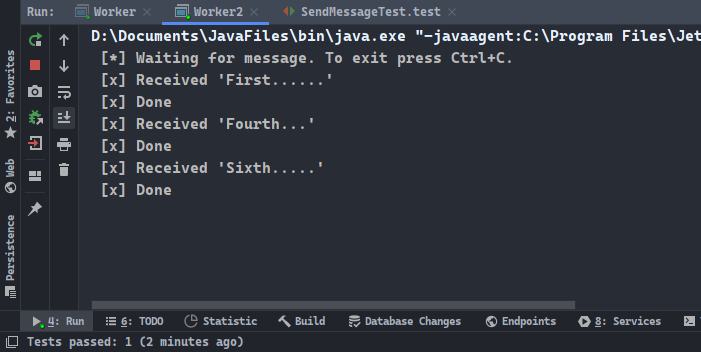 Run: Worker Worker2 SendMessageTest.test
D:\Documents\JavaFiles\bin\java.exe "-javaagent:C:\Program Files\Jet
[*] Waiting for message. To exit press Ctrl+C.
[x] Received 'First......'
[x] Done
[x] Received 'Fourth...'
[x] Done
[x] Received 'Sixth.....'
[x] Done
2: Favorites
Web
Persistence
4: Run 6: TODO Statistic Build Database Changes Endpoints 8: Services
Tests passed: 1 (2 minutes ago)